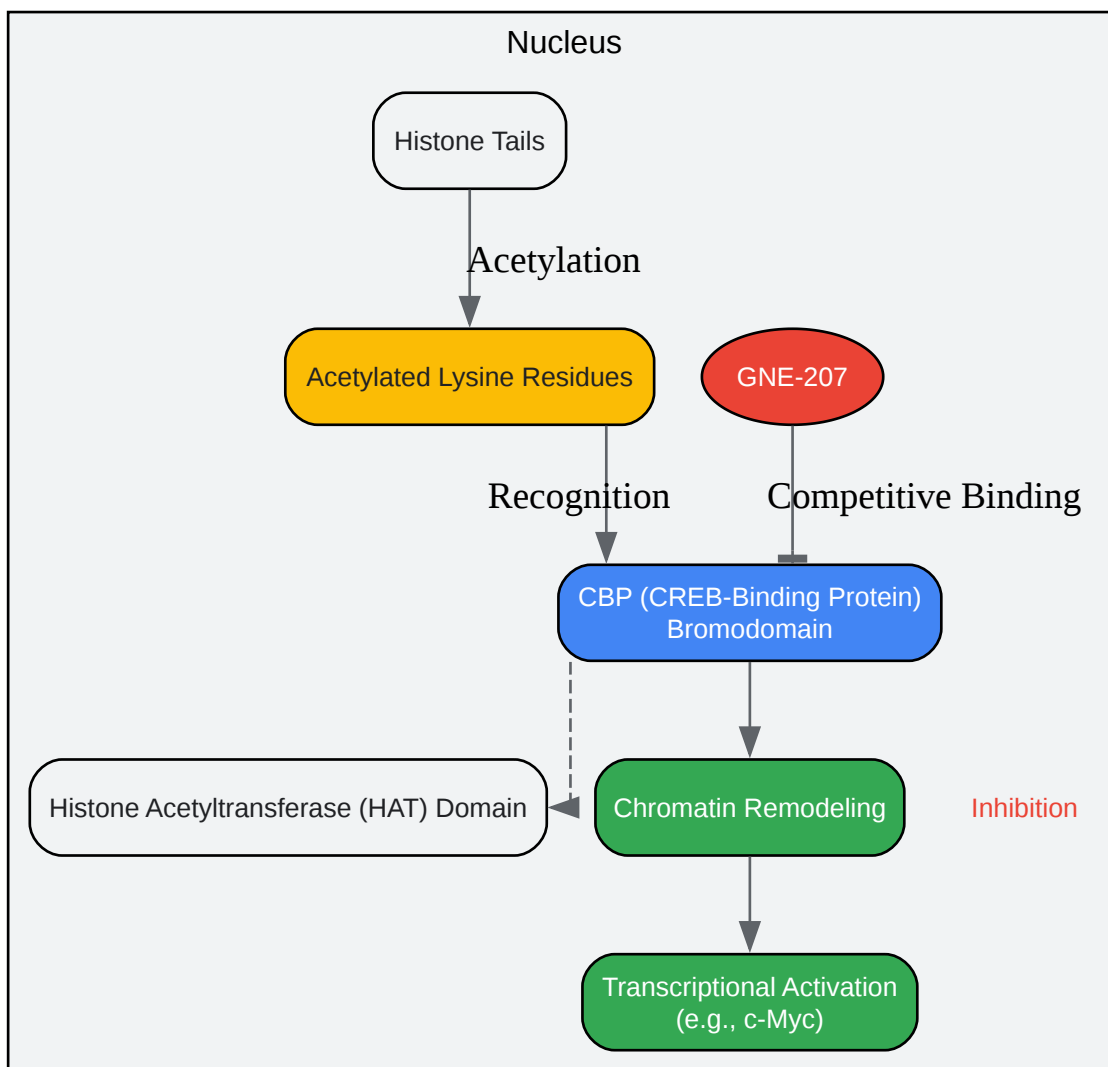 Nucleus
Histone Tails
Acetylation
Acetylated Lysine Residues
GNE-207
Recognition
Competitive Binding
CBP (CREB-Binding Protein)
Bromodomain
Histone Acetyltransferase (HAT) Domain
Chromatin Remodeling
Inhibition
Transcriptional Activation
(e.g., c-Myc)